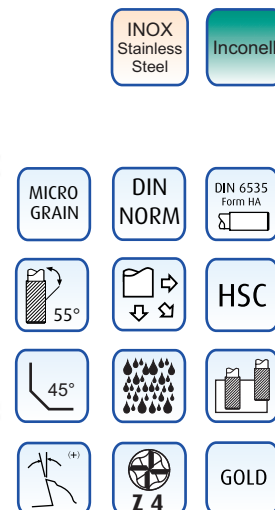 INOX
Stainless
Steel
Inconell
MICRO
GRAIN
DIN
NORM
DIN 6535
Form HA
55°
HSC
45°
(+)
Z 4
GOLD